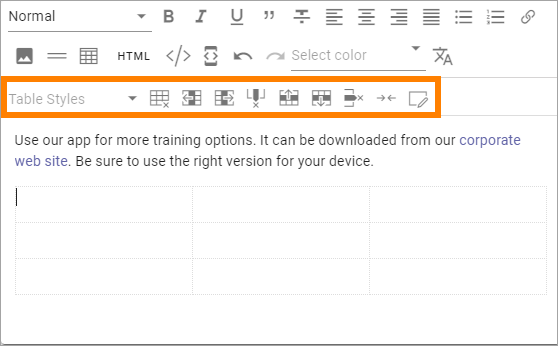 Normal
HTML Select color
Table Styles
Use our app for more training options. It can be downloaded from our corporate
web site. Be sure to use the right version for your device.